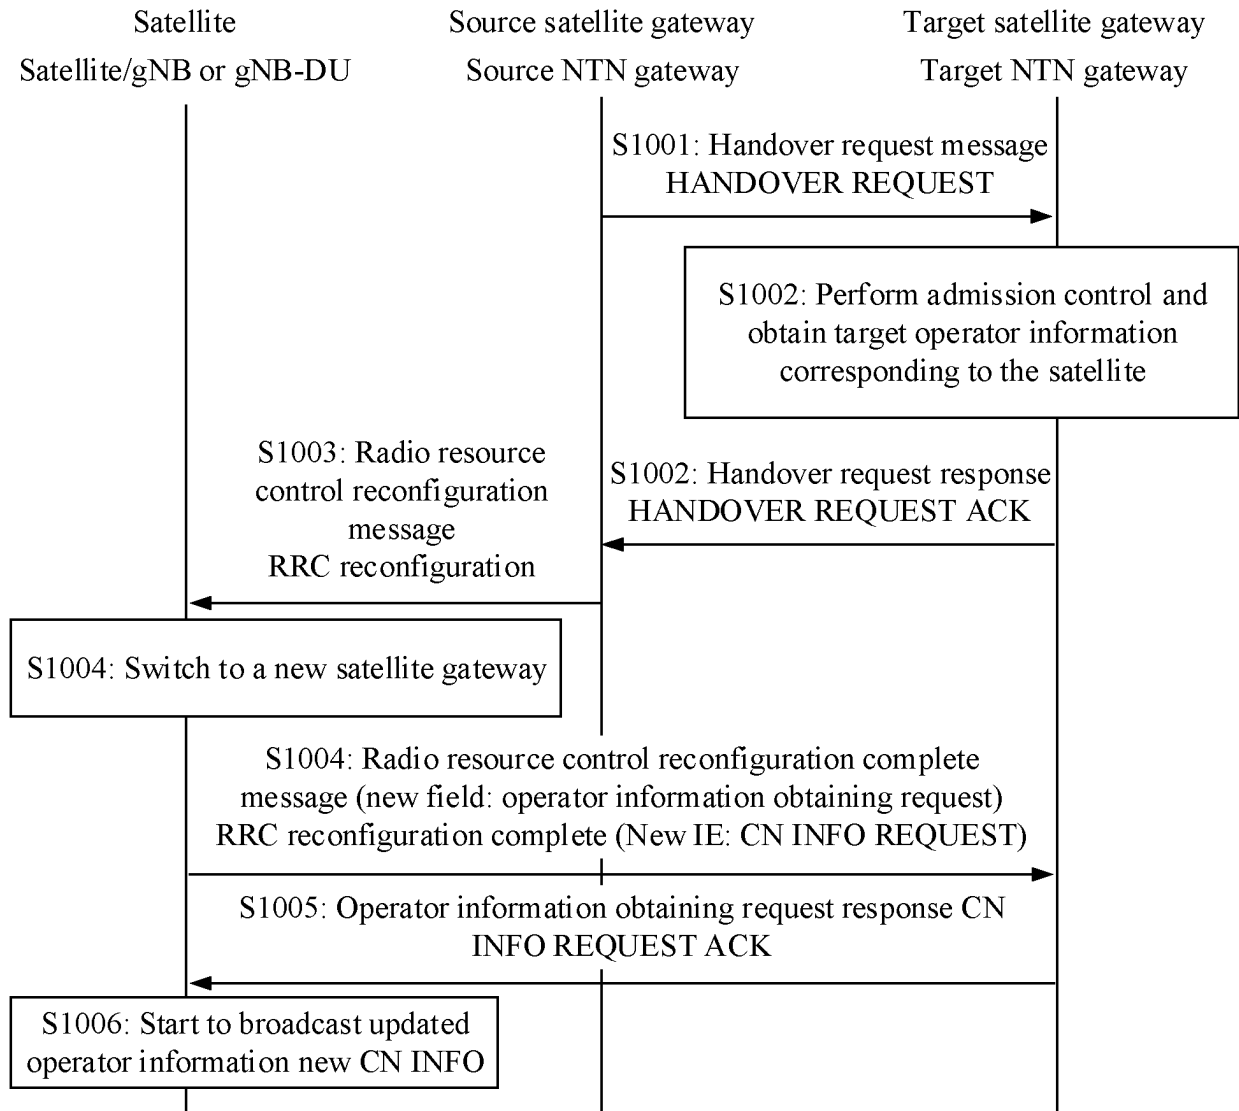 Satellite
Satellite/gNB or gNB-DU
Source satellite gateway
Source NTN gateway
Target satellite gateway
Target NTN gateway
S1001: Handover request message
HANDOVER REQUEST
S1002: Perform admission control and
obtain target operator information
corresponding to the satellite
S1002: Handover request response
HANDOVER REQUEST ACK
S1003: Radio resource
control reconfiguration
message
RRC reconfiguration
S1004: Switch to a new satellite gateway
S1004: Radio resource control reconfiguration complete
message (new field: operator information obtaining request)
RRC reconfiguration complete (New IE: CN INFO REQUEST)
S1005: Operator information obtaining request response CN
INFO REQUEST ACK
S1006: Start to broadcast updated
operator information new CN INFO